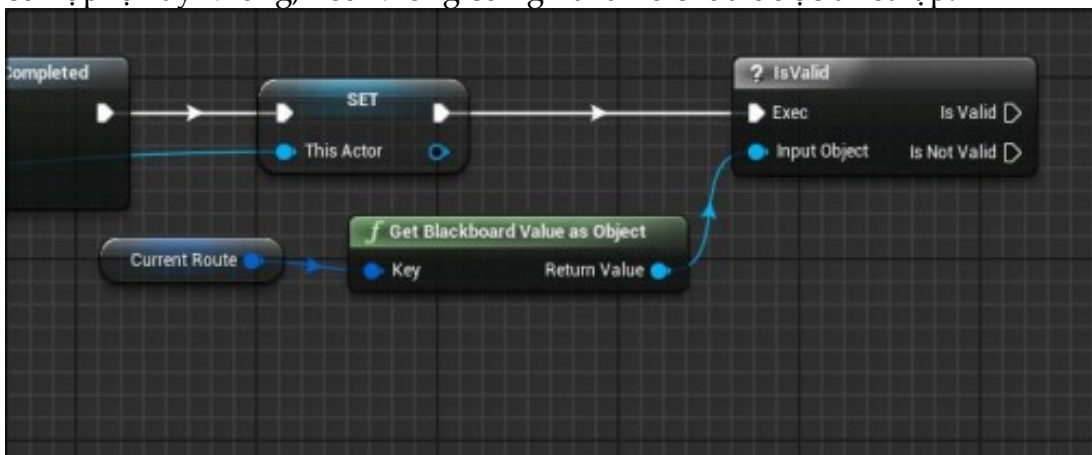 Completed
SET
? IsValid
Exec Is Valid
This Actor
Input Object Is Not Valid
f Get Blackboard Value as Object
Current Route
Key Return Value